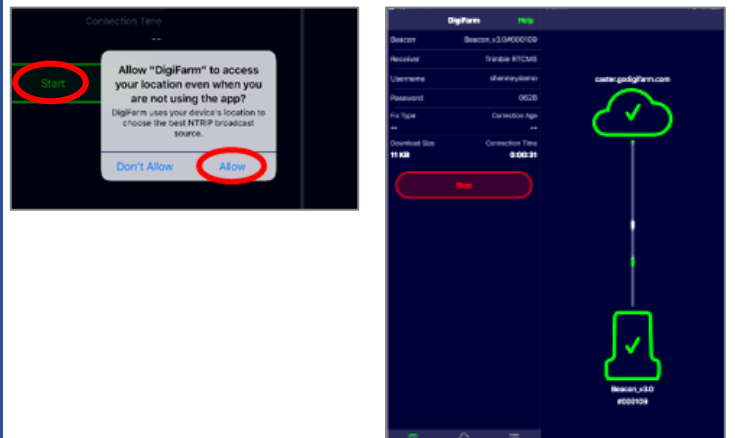 Connection Time
--
Start
Allow "DigiFarm" to access
your location even when you
are not using the app?
DigiFarm uses your device's location to
choose the best NTRIP broadcast
source.
Don't Allow
Allow
DigiFarm
Help
Beacon
Beacon_v3.0#000109
Receiver
Trimble RTCM3
Username
Password
0628
Fix Type
Correction Age
--
--
Download Size
Connection Time
11 KB
0:00:31
Stop
caster.godigifarm.com
Beacon_v3.0
#000109